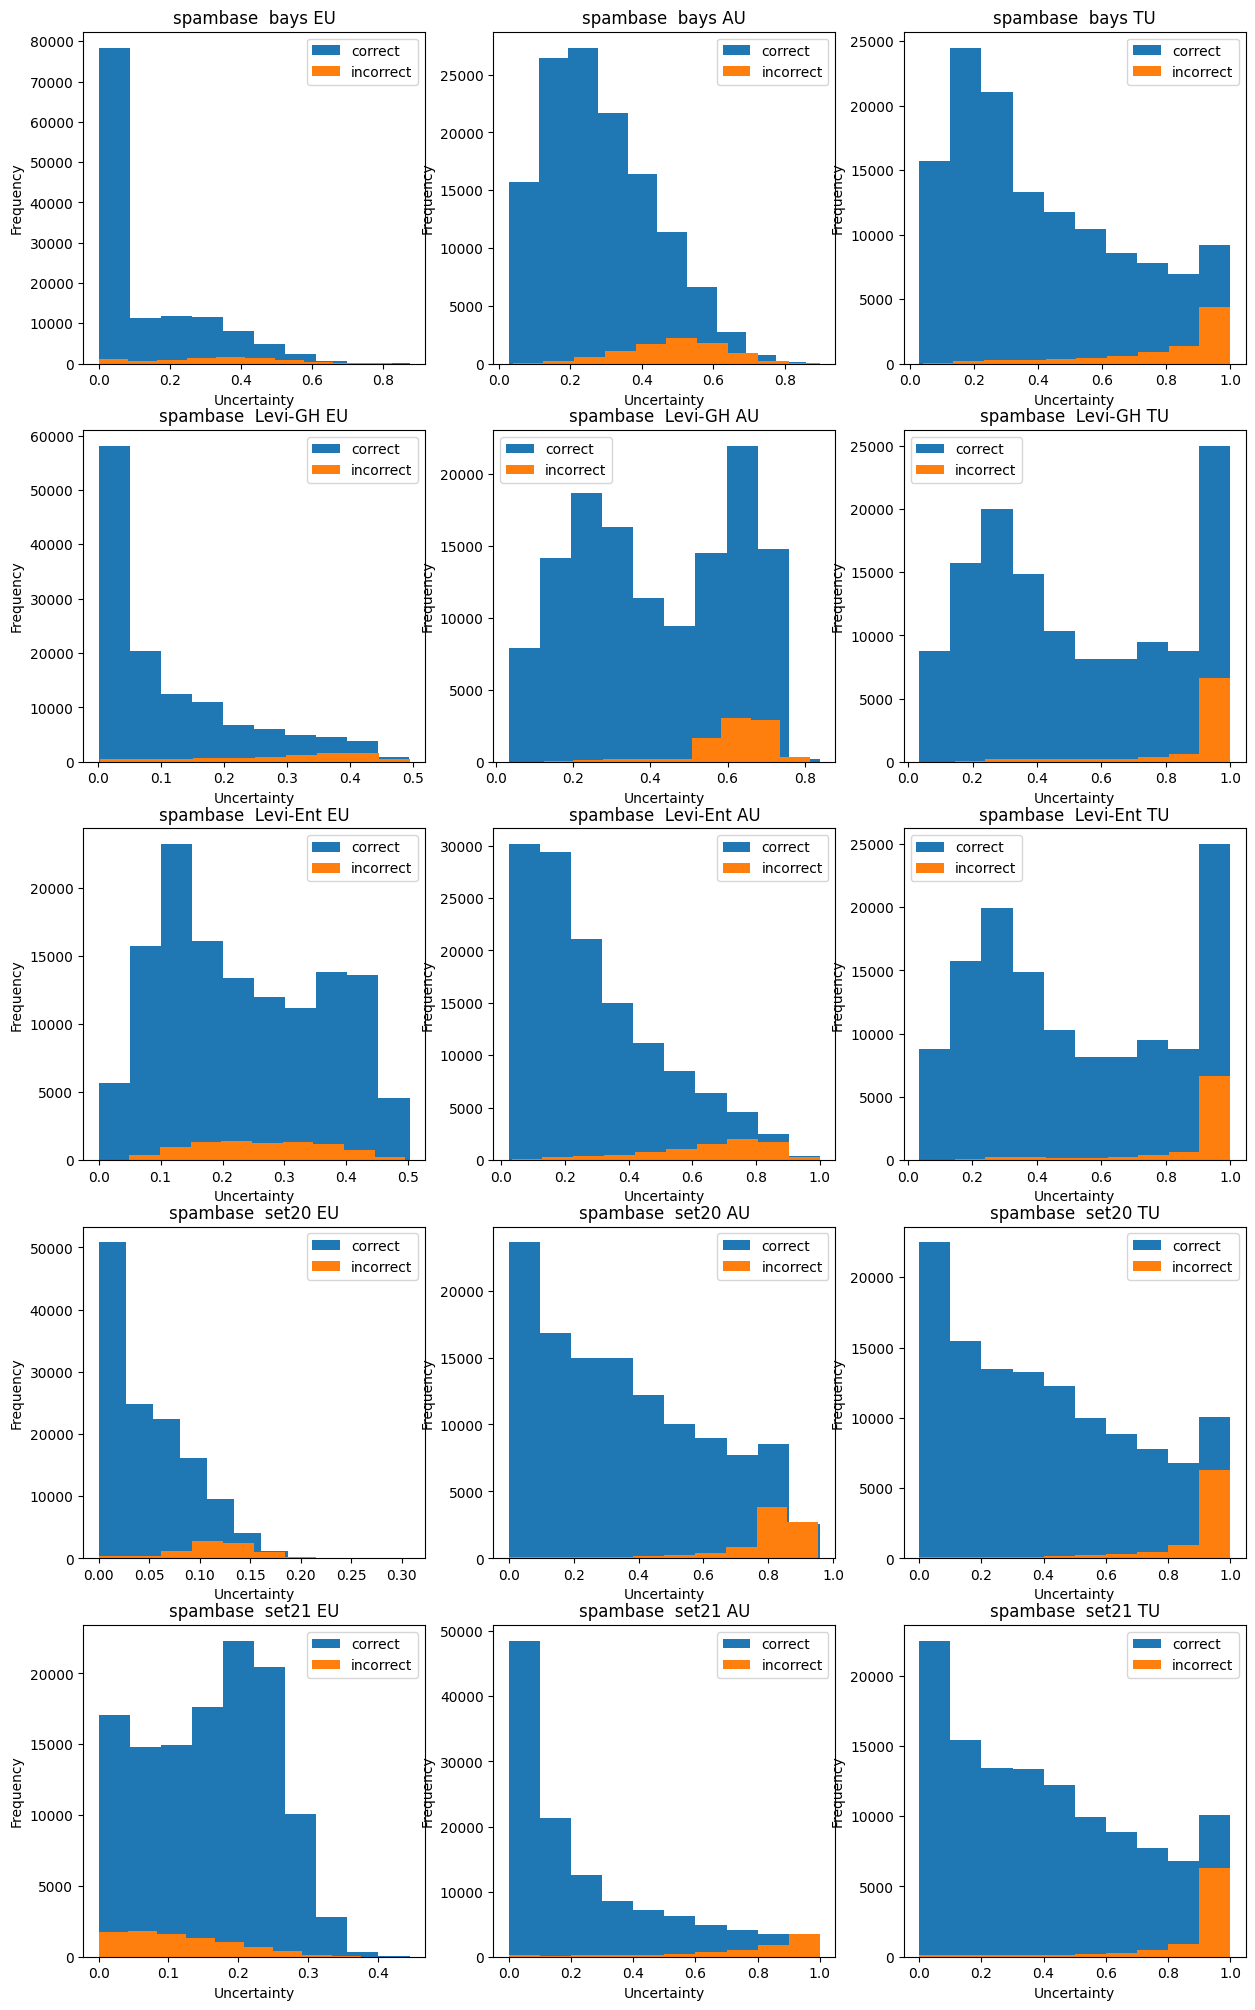 spambase bays EU
80000
70000
60000
50000
40000
30000
20000
10000
0
Frequency
correct
incorrect
0.0 0.2 0.4 0.6 0.8
Uncertainty
spambase bays AU
25000
20000
15000
10000
5000
0
Frequency
correct
incorrect
0.0 0.2 0.4 0.6 0.8
Uncertainty
spambase bays TU
25000
20000
15000
10000
5000
0
Frequency
correct
incorrect
0.0 0.2 0.4 0.6 0.8 1.0
Uncertainty
spambase Levi-GH EU
60000
50000
40000
30000
20000
10000
0
Frequency
correct
incorrect
0.0 0.1 0.2 0.3 0.4 0.5
Uncertainty
spambase Levi-GH AU
20000
15000
10000
5000
0
Frequency
correct
incorrect
0.0 0.2 0.4 0.6 0.8
Uncertainty
spambase Levi-GH TU
25000
20000
15000
10000
5000
0
Frequency
correct
incorrect
0.0 0.2 0.4 0.6 0.8 1.0
Uncertainty
spambase Levi-Ent EU
20000
15000
10000
5000
0
Frequency
correct
incorrect
0.0 0.1 0.2 0.3 0.4 0.5
Uncertainty
spambase Levi-Ent AU
30000
25000
20000
15000
10000
5000
0
Frequency
correct
incorrect
0.0 0.2 0.4 0.6 0.8 1.0
Uncertainty
spambase Levi-Ent TU
25000
20000
15000
10000
5000
0
Frequency
correct
incorrect
0.0 0.2 0.4 0.6 0.8 1.0
Uncertainty
spambase set20 EU
50000
40000
30000
20000
10000
0
Frequency
correct
incorrect
0.00 0.05 0.10 0.15 0.20 0.25 0.30
Uncertainty
spambase set20 AU
20000
15000
10000
5000
0
Frequency
correct
incorrect
0.0 0.2 0.4 0.6 0.8 1.0
Uncertainty
spambase set20 TU
20000
15000
10000
5000
0
Frequency
correct
incorrect
0.0 0.2 0.4 0.6 0.8 1.0
Uncertainty
spambase set21 EU
20000
15000
10000
5000
0
Frequency
correct
incorrect
0.0 0.1 0.2 0.3 0.4
Uncertainty
spambase set21 AU
50000
40000
30000
20000
10000
0
Frequency
correct
incorrect
0.0 0.2 0.4 0.6 0.8 1.0
Uncertainty
spambase set21 TU
20000
15000
10000
5000
0
Frequency
correct
incorrect
0.0 0.2 0.4 0.6 0.8 1.0
Uncertainty